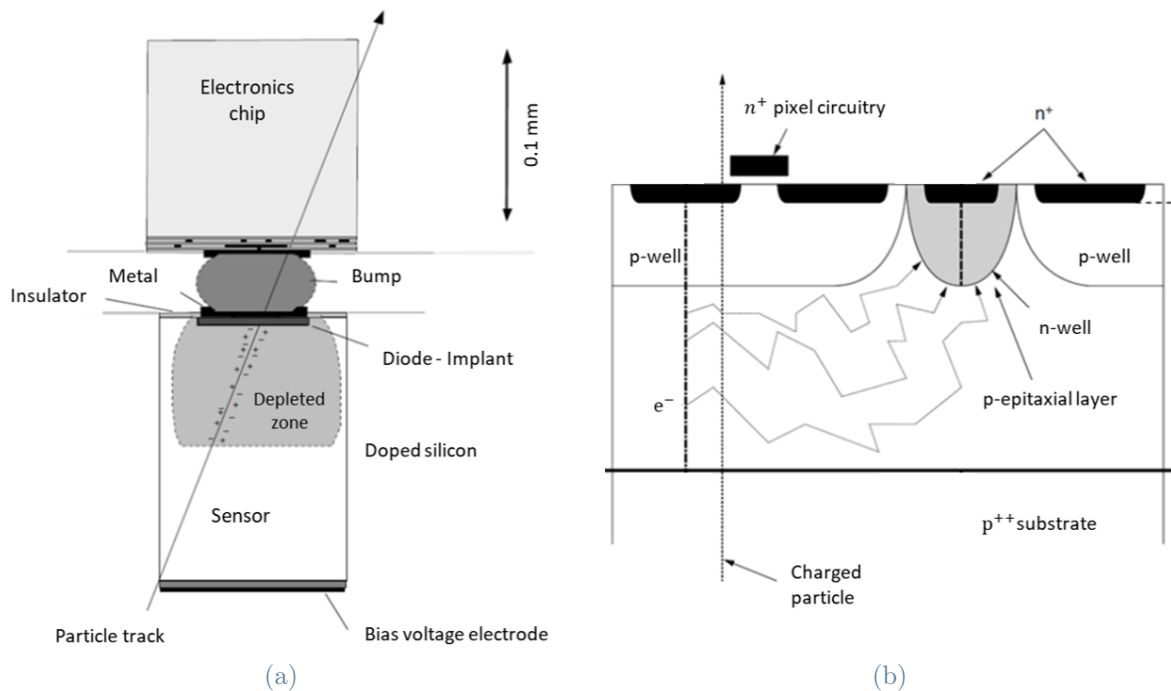 Electronics
chip
0.1 mm
Metal
Bump
Insulator
Diode - Implant
Depleted
zone
Doped silicon
Sensor
Particle track
Bias voltage electrode
(a)
n⁺ pixel circuitry
n⁺
p-well
p-well
n-well
e⁻
p-epitaxial layer
p⁺⁺ substrate
Charged
particle
(b)